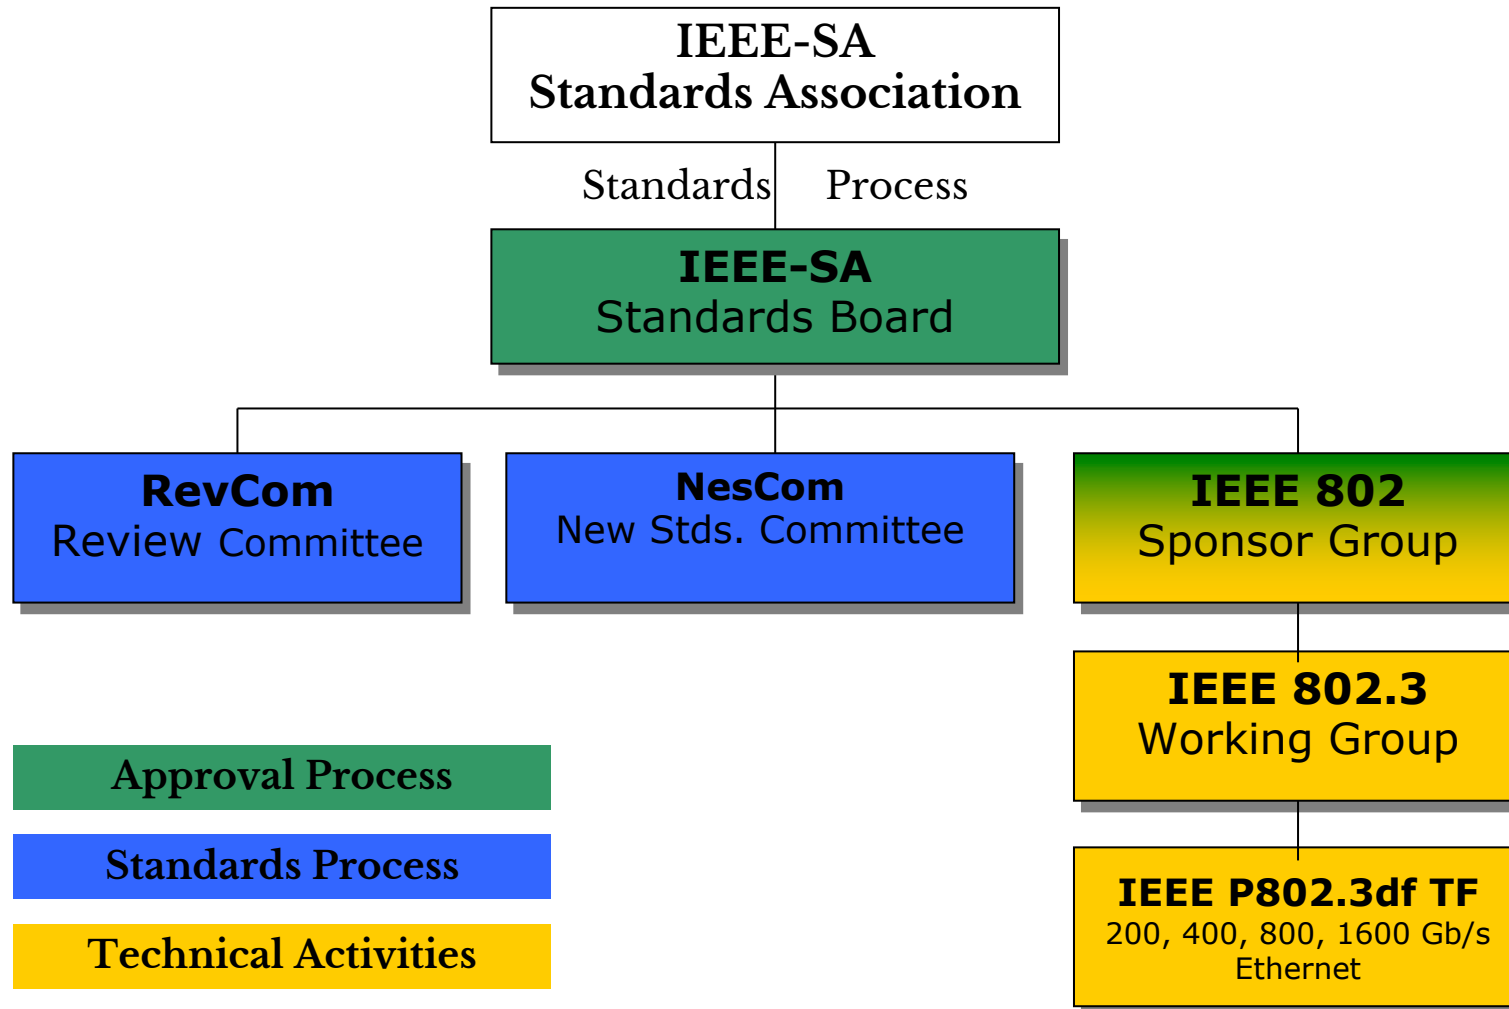 IEEE-SA
Standards Association
Standards Process
IEEE-SA
Standards Board
RevCom
Review Committee
NesCom
New Stds. Committee
IEEE 802
Sponsor Group
IEEE 802.3
Working Group
IEEE P802.3df TF
200, 400, 800, 1600 Gb/s
Ethernet
Approval Process
Standards Process
Technical Activities